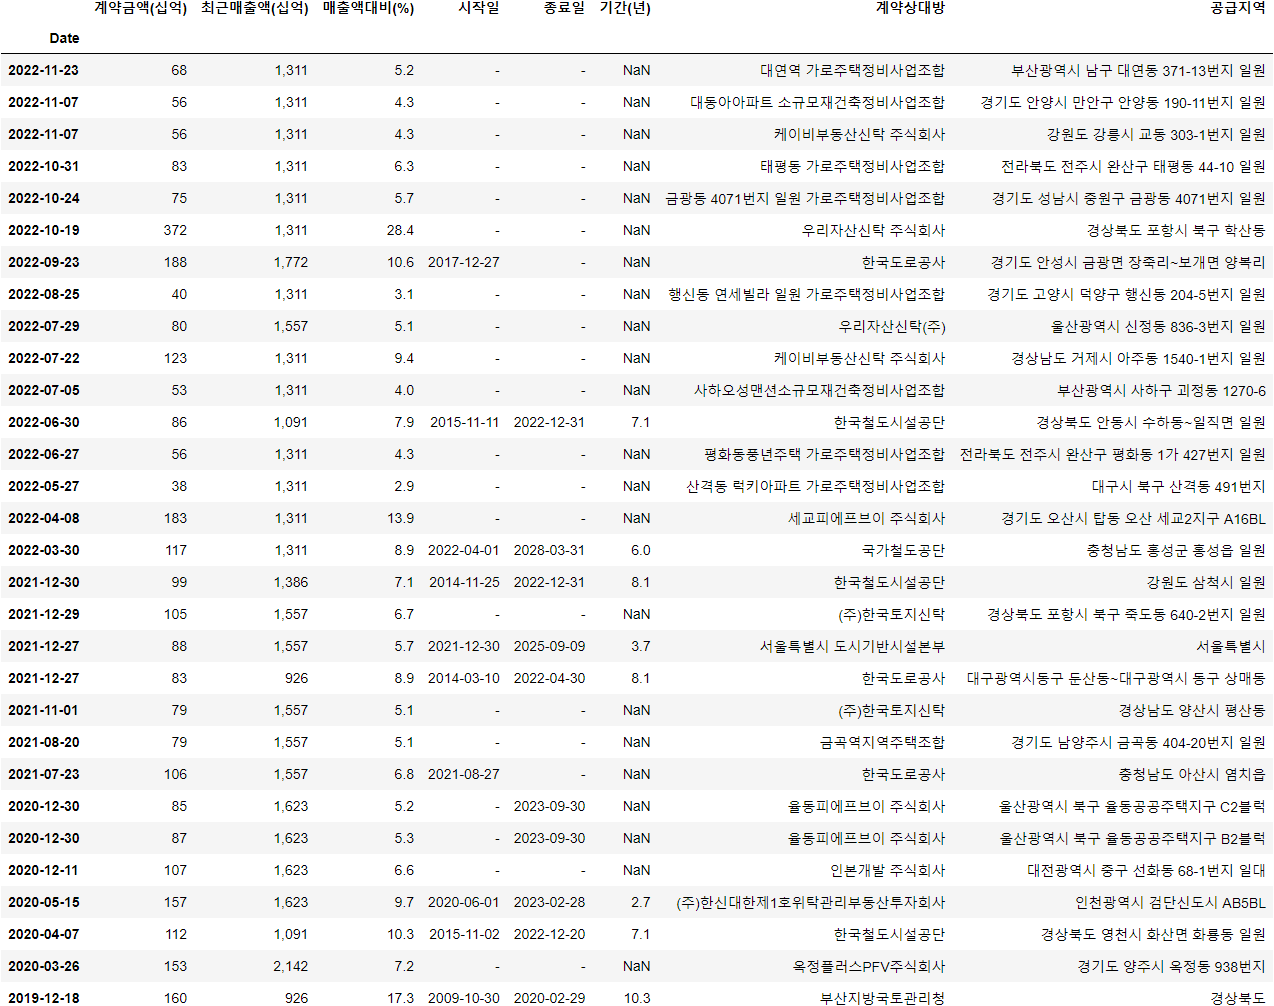 계약금액(십억) 최근매출액(십억) 매출액대비(%) 시작일 종료일 기간(년) 계약상대방 공급지역
Date
2022-11-23 68 1,311 5.2 - - NaN 대연역 가로주택정비사업조합 부산광역시 남구 대연동 371-13번지 일원
2022-11-07 56 1,311 4.3 - - NaN 대동아아파트 소규모재건축정비사업조합 경기도 안양시 만안구 안양동 190-11번지 일원
2022-11-07 56 1,311 4.3 - - NaN 케이비부동산신탁 주식회사 강원도 강릉시 교동 303-1번지 일원
2022-10-31 83 1,311 6.3 - - NaN 태평동 가로주택정비사업조합 전라북도 전주시 완산구 태평동 44-10 일원
2022-10-24 75 1,311 5.7 - - NaN 금광동 4071번지 일원 가로주택정비사업조합 경기도 성남시 중원구 금광동 4071번지 일원
2022-10-19 372 1,311 28.4 - - NaN 우리자산신탁 주식회사 경상북도 포항시 북구 학산동
2022-09-23 188 1,772 10.6 2017-12-27 - NaN 한국도로공사 경기도 안성시 금광면 장죽리~보개면 양복리
2022-08-25 40 1,311 3.1 - - NaN 행신동 연세빌라 일원 가로주택정비사업조합 경기도 고양시 덕양구 행신동 204-5번지 일원
2022-07-29 80 1,557 5.1 - - NaN 우리자산신탁(주) 울산광역시 신정동 836-3번지 일원
2022-07-22 123 1,311 9.4 - - NaN 케이비부동산신탁 주식회사 경상남도 거제시 아주동 1540-1번지 일원
2022-07-05 53 1,311 4.0 - - NaN 사하오성맨션소규모재건축정비사업조합 부산광역시 사하구 괴정동 1270-6
2022-06-30 86 1,091 7.9 2015-11-11 2022-12-31 7.1 한국철도시설공단 경상북도 안동시 수하동~일직면 일원
2022-06-27 56 1,311 4.3 - - NaN 평화동풍년주택 가로주택정비사업조합 전라북도 전주시 완산구 평화동 1가 427번지 일원
2022-05-27 38 1,311 2.9 - - NaN 산격동 럭키아파트 가로주택정비사업조합 대구시 북구 산격동 491번지
2022-04-08 183 1,311 13.9 - - NaN 세교피에프브이 주식회사 경기도 오산시 탑동 오산 세교2지구 A16BL
2022-03-30 117 1,311 8.9 2022-04-01 2028-03-31 6.0 국가철도공단 충청남도 홍성군 홍성읍 일원
2021-12-30 99 1,386 7.1 2014-11-25 2022-12-31 8.1 한국철도시설공단 강원도 삼척시 일원
2021-12-29 105 1,557 6.7 - - NaN (주)한국토지신탁 경상북도 포항시 북구 죽도동 640-2번지 일원
2021-12-27 88 1,557 5.7 2021-12-30 2025-09-09 3.7 서울특별시 도시기반시설본부 서울특별시
2021-12-27 83 926 8.9 2014-03-10 2022-04-30 8.1 한국도로공사 대구광역시동구 둔산동~대구광역시 동구 상매동
2021-11-01 79 1,557 5.1 - - NaN (주)한국토지신탁 경상남도 양산시 평산동
2021-08-20 79 1,557 5.1 - - NaN 금곡역지역주택조합 경기도 남양주시 금곡동 404-20번지 일원
2021-07-23 106 1,557 6.8 2021-08-27 - NaN 한국도로공사 충청남도 아산시 염치읍
2020-12-30 85 1,623 5.2 - 2023-09-30 NaN 율동피에프브이 주식회사 울산광역시 북구 율동공공주택지구 C2블럭
2020-12-30 87 1,623 5.3 - 2023-09-30 NaN 율동피에프브이 주식회사 울산광역시 북구 율동공공주택지구 B2블럭
2020-12-11 107 1,623 6.6 - - NaN 인본개발 주식회사 대전광역시 중구 선화동 68-1번지 일대
2020-05-15 157 1,623 9.7 2020-06-01 2023-02-28 2.7 (주)한신대한제1호위탁관리부동산투자회사 인천광역시 검단신도시 AB5BL
2020-04-07 112 1,091 10.3 2015-11-02 2022-12-20 7.1 한국철도시설공단 경상북도 영천시 화산면 화룡동 일원
2020-03-26 153 2,142 7.2 - - NaN 옥정플러스PFV주식회사 경기도 양주시 옥정동 938번지
2019-12-18 160 926 17.3 2009-10-30 2020-02-29 10.3 부산지방국토관리청 경상북도